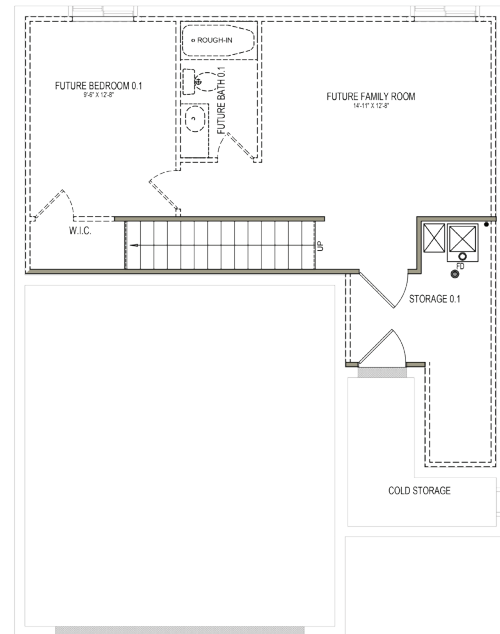 ROUGH-IN
FUTURE BEDROOM 0.1
9'-6" X 12'-8"
FUTURE BATH 0.1
FUTURE FAMILY ROOM
14'-11" X 12'-8"
W.I.C.
UP
FD
STORAGE 0.1
COLD STORAGE